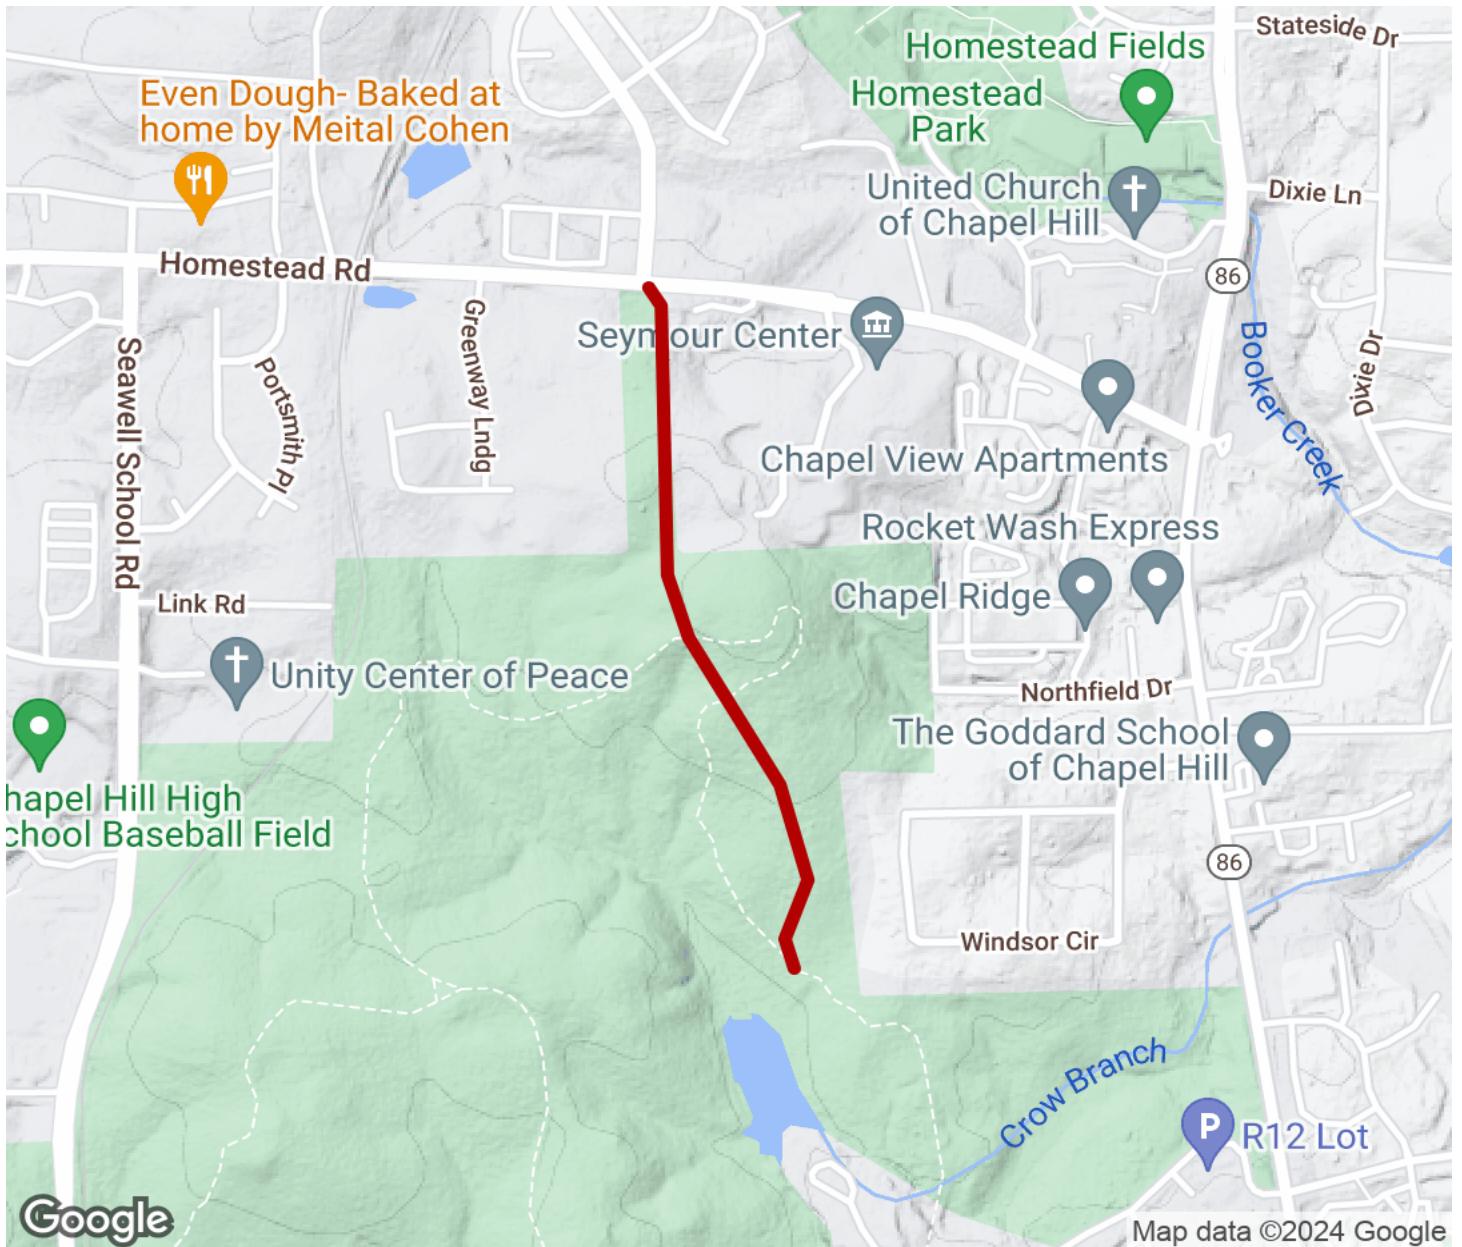 Stateside Dr
Homestead Fields
Even Dough- Baked at
home by Meital Cohen
Homestead
Park
United Church
of Chapel Hill
Dixie Ln
Homestead Rd
86
Greenway Lndg
Seymour Center
Booker Creek
Dixie Dr
Seawell School Rd
Portsmith Pl
Chapel View Apartments
Rocket Wash Express
Chapel Ridge
Link Rd
Unity Center of Peace
Northfield Dr
The Goddard School
of Chapel Hill
hapel Hill High
chool Baseball Field
86
Windsor Cir
Crow Branch
P
R12 Lot
Google
Map data ©2024 Google